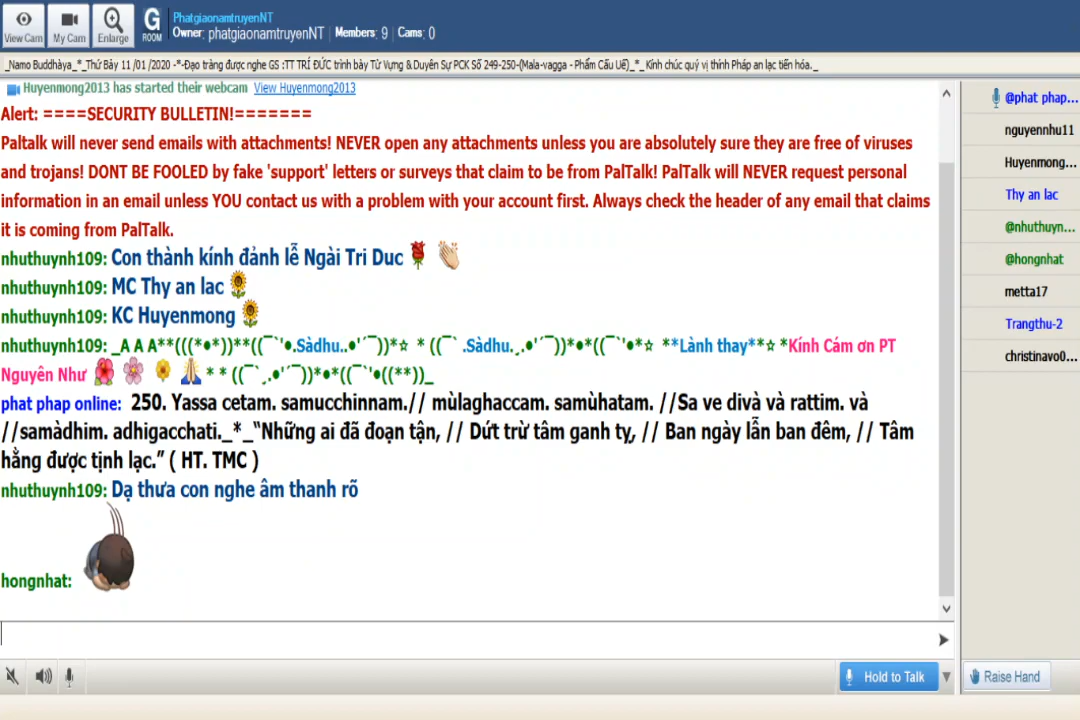 PhatgiaonamtruyenNT
Owner: phatgiaonamtruyenNT Members: 9 Cams: 0
View Cam My Cam Enlarge G ROOM
_Namo Buddhàya_*_Thứ Bảy 11 /01 /2020 -*-Đạo tràng được nghe GS :TT TRÍ ĐỨC trình bày Từ Vựng & Duyên Sự PCK Số 249-250-(Mala-vagga - Phẩm Cấu Uế)_*_ Kính chúc quý vị thính Pháp an lạc tiến hóa._
Huyenmong2013 has started their webcam View Huyenmong2013
Alert: ====SECURITY BULLETIN!=======
Paltalk will never send emails with attachments! NEVER open any attachments unless you are absolutely sure they are free of viruses
and trojans! DONT BE FOOLED by fake 'support' letters or surveys that claim to be from PalTalk! PalTalk will NEVER request personal
information in an email unless YOU contact us with a problem with your account first. Always check the header of any email that claims
it is coming from PalTalk.
nhuthuynh109: Con thành kính đảnh lễ Ngài Tri Duc
nhuthuynh109: MC Thy an lac
nhuthuynh109: KC Huyenmong
nhuthuynh109: _A A A**(((*•*))**((¯`'•.Sàdhu..•'´¯))*☆ * ((¯` .Sàdhu.¸.•'´¯))*•*((¯`'•*☆ **Lành thay**☆ *Kính Cám ơn PT
Nguyên Như * * ((¯`¸.•'´¯))*•*((¯`'•((**))_
phat phap online: 250. Yassa cetam. samucchinnam.// mùlaghaccam. samùhatam. //Sa ve divà và rattim. và
//samàdhim. adhigacchati._*_“Những ai đã đoạn tận, // Dứt trừ tâm ganh tỵ, // Ban ngày lẫn ban đêm, // Tâm
hằng được tịnh lạc.” ( HT. TMC )
nhuthuynh109: Dạ thưa con nghe âm thanh rõ
hongnhat:
@phat phap...
nguyennhu11
Huyenmong...
Thy an lac
@nhuthuyn...
@hongnhat
metta17
Trangthu-2
christinavo0...
Hold to Talk
Raise Hand